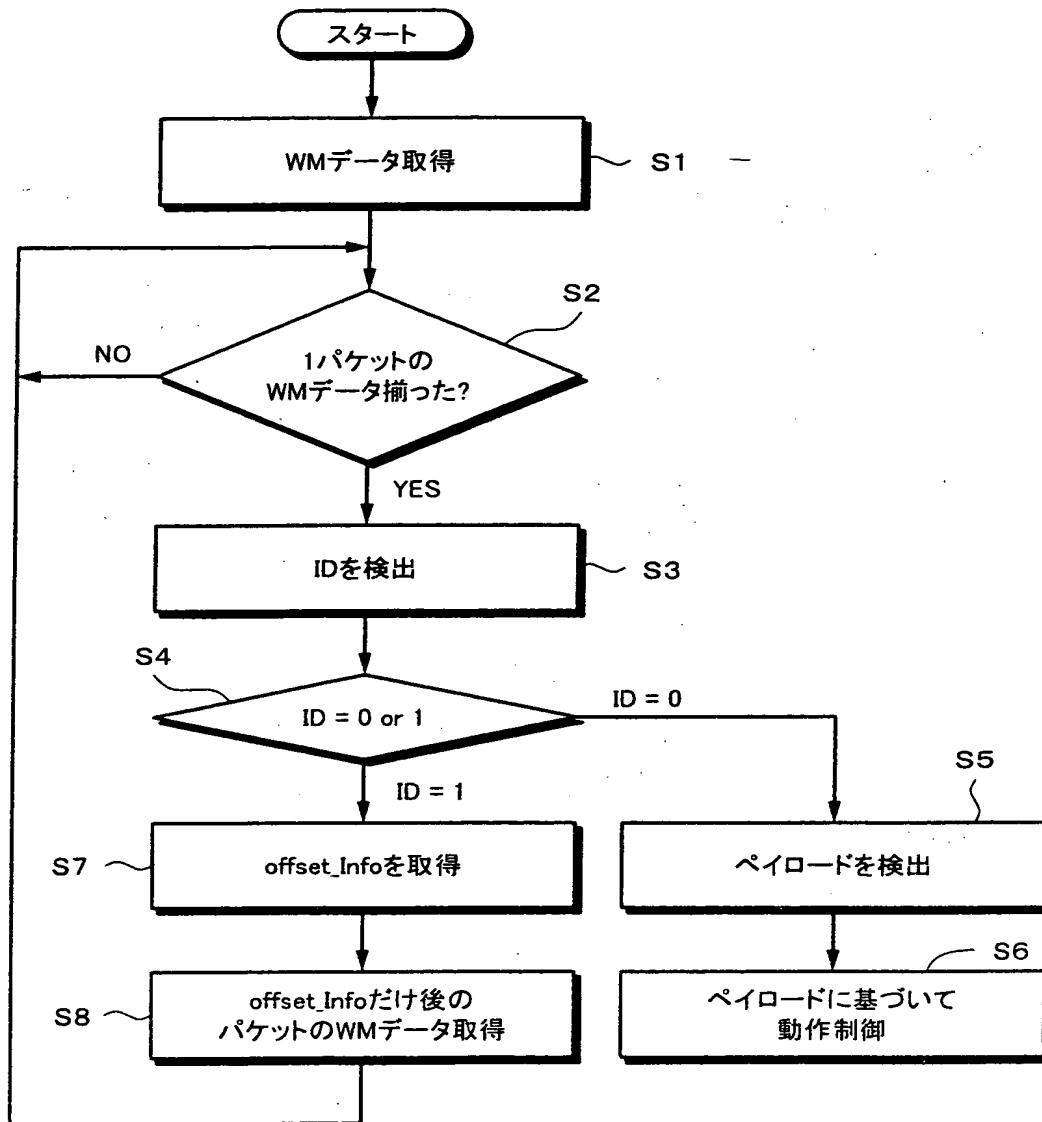 スタート
WMデータ取得
S1
S2
NO
1パケットの
WMデータ揃った?
YES
IDを検出
S3
S4
ID = 0 or 1
ID = 0
ID = 1
S5
S7
offset_Infoを取得
ペイロードを検出
S6
S8
offset_Infoだけ後の
パケットのWMデータ取得
ペイロードに基づいて
動作制御